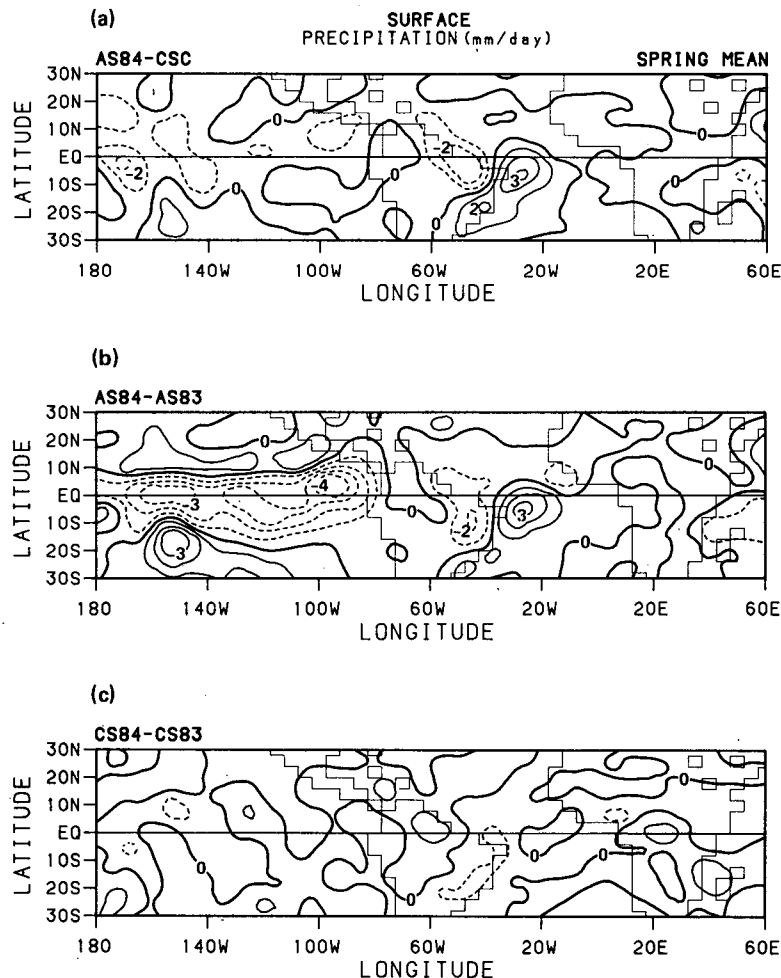 (a)
SURFACE
PRECIPITATION (mm/day)
AS84-CSC SPRING MEAN
30N
20N
10N
EQ
10S
20S
30S
LATITUDE
0
-2
-2
0
0
3
2
0
0
0
180 140W 100W 60W 20W 20E 60E
LONGITUDE
(b)
AS84-AS83
30N
20N
10N
EQ
10S
20S
30S
LATITUDE
0
0
-4
-3
0
-2
3
3
0
180 140W 100W 60W 20W 20E 60E
LONGITUDE
(c)
CS84-CS83
30N
20N
10N
EQ
10S
20S
30S
LATITUDE
0
0
0
0
0
0
180 140W 100W 60W 20W 20E 60E
LONGITUDE